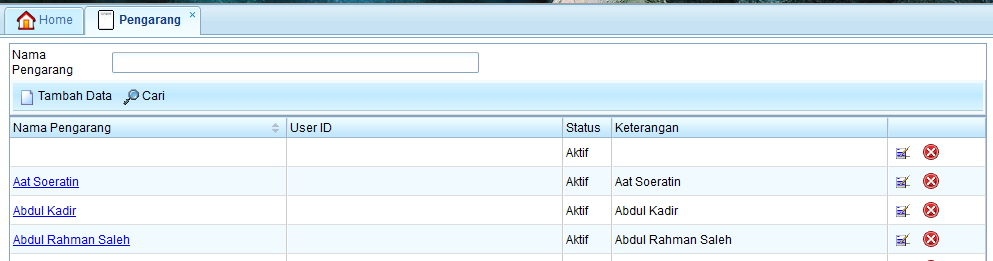 Home
Pengarang
Nama
Pengarang
Tambah Data Cari
Nama Pengarang User ID Status Keterangan
Aktif
Aat Soeratin Aktif Aat Soeratin
Abdul Kadir Aktif Abdul Kadir
Abdul Rahman Saleh Aktif Abdul Rahman Saleh